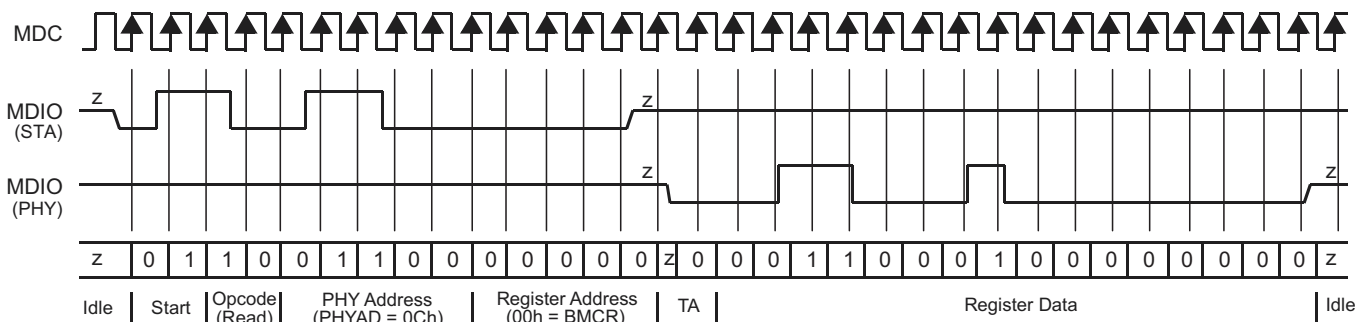 MDC
z
MDIO
(STA)
z
z
MDIO
(PHY)
z
z 0 1 1 0 0 1 1 0 0 0 0 0 0 0 z 0 0 0 1 1 0 0 0 1 0 0 0 0 0 0 0 0 z
Idle
Start
Opcode
(Read)
PHY Address
(PHYAD = 0Ch)
Register Address
(00h = BMCR)
TA
Register Data
Idle